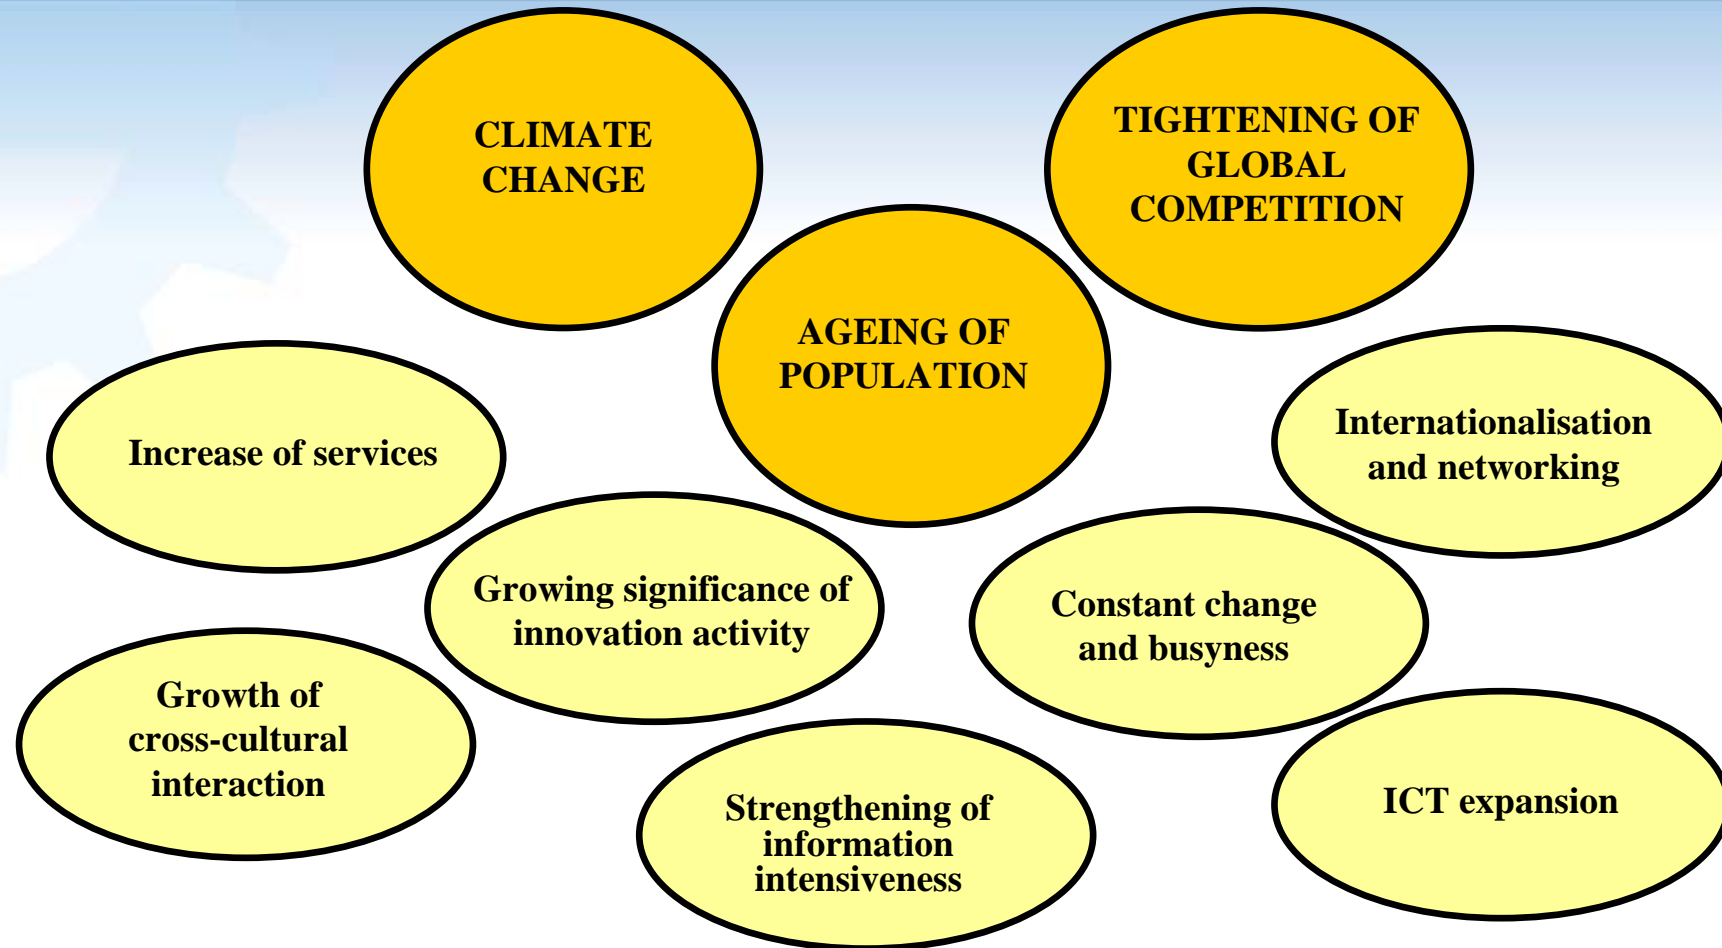 CLIMATE
CHANGE
TIGHTENING OF
GLOBAL
COMPETITION
AGEING OF
POPULATION
Increase of services
Internationalisation
and networking
Growing significance of
innovation activity
Constant change
and busyness
Growth of
cross-cultural
interaction
Strengthening of
information
intensiveness
ICT expansion